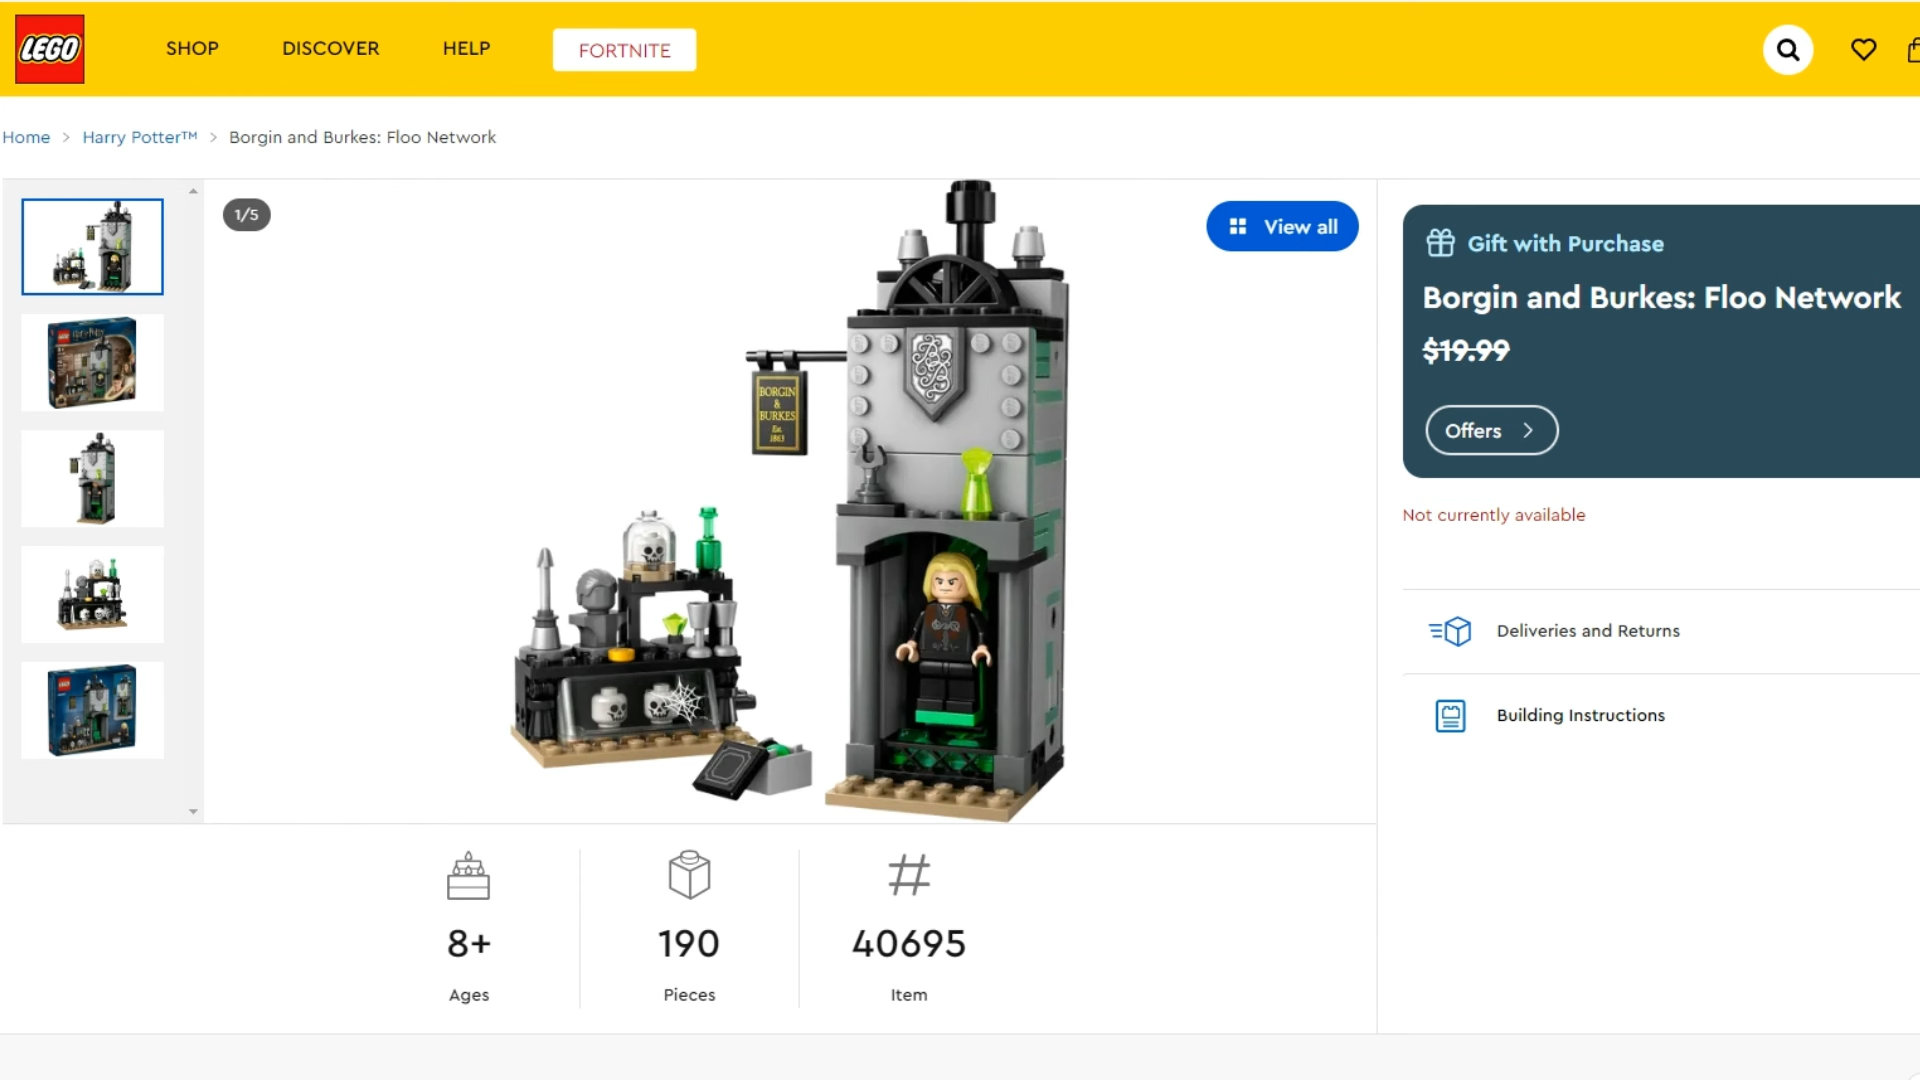 LEGO
SHOP
DISCOVER
HELP
FORTNITE
Home > Harry Potter™ > Borgin and Burkes: Floo Network
1/5
View all
BORGIN
&
BURKES
Est.
1863
Gift with Purchase
Borgin and Burkes: Floo Network
$19.99
Offers >
Not currently available
Deliveries and Returns
Building Instructions
8+
190
40695
Ages
Pieces
Item